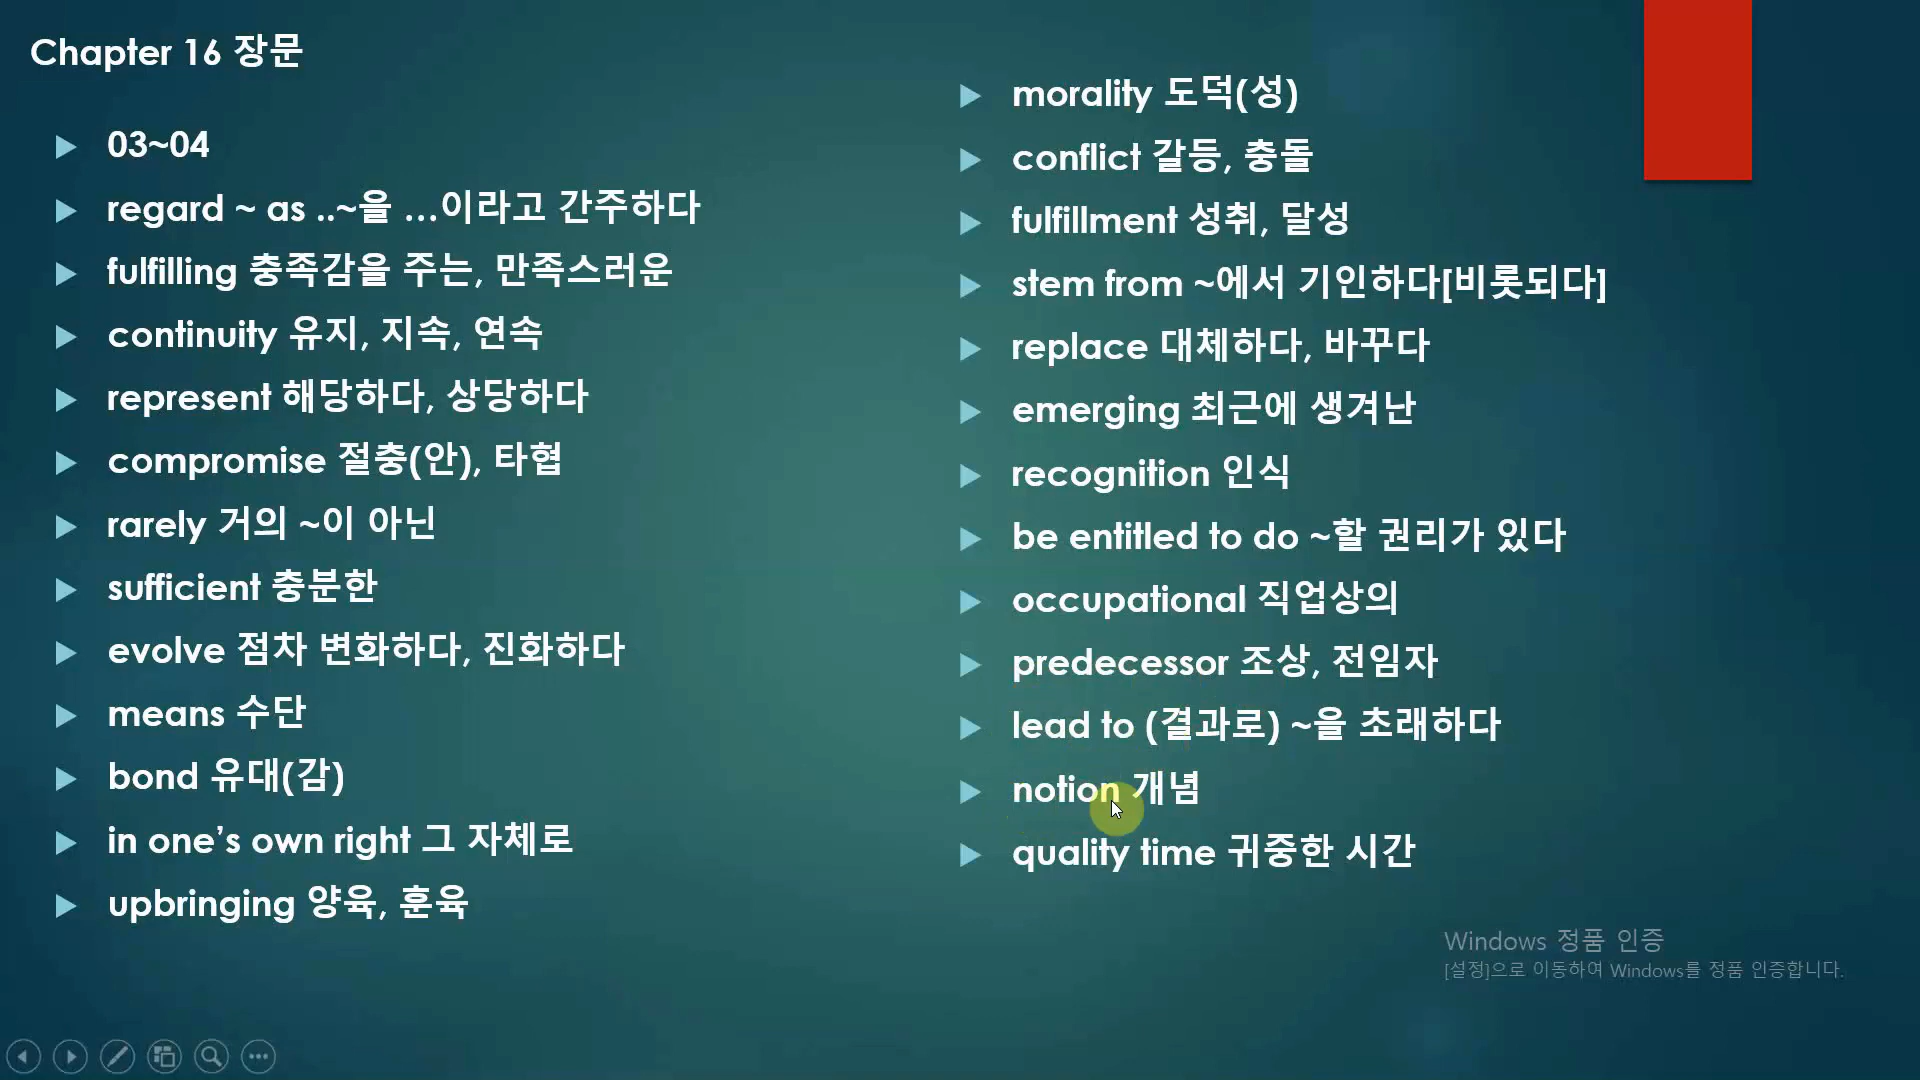 Chapter 16 장문
03~04
regard ~ as ..~을 …이라고 간주하다
fulfilling 충족감을 주는, 만족스러운
continuity 유지, 지속, 연속
represent 해당하다, 상당하다
compromise 절충(안), 타협
rarely 거의 ~이 아닌
sufficient 충분한
evolve 점차 변화하다, 진화하다
means 수단
bond 유대(감)
in one’s own right 그 자체로
upbringing 양육, 훈육
morality 도덕(성)
conflict 갈등, 충돌
fulfillment 성취, 달성
stem from ~에서 기인하다[비롯되다]
replace 대체하다, 바꾸다
emerging 최근에 생겨난
recognition 인식
be entitled to do ~할 권리가 있다
occupational 직업상의
predecessor 조상, 전임자
lead to (결과로) ~을 초래하다
notion 개념
quality time 귀중한 시간
Windows 정품 인증
[설정]으로 이동하여 Windows를 정품 인증합니다.